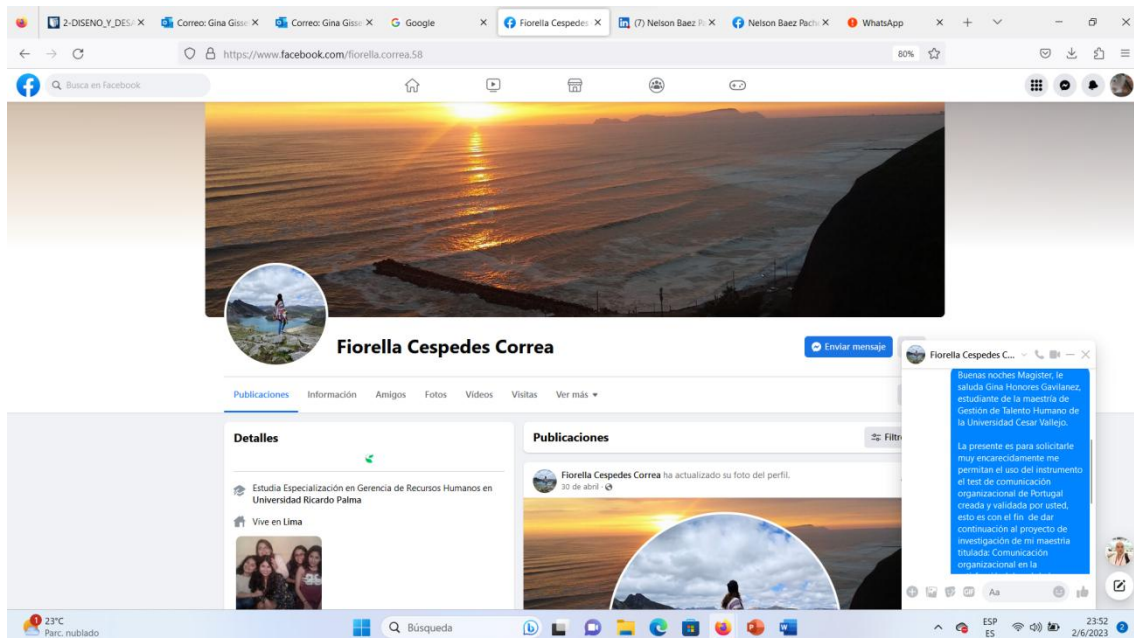 2-DISENO_Y_DESA
Correo: Gina Gisse
Correo: Gina Gisse
Google
Fiorella Cespedes
(7) Nelson Baez Pa
Nelson Baez Pach
WhatsApp
https://www.facebook.com/fiorella.correa.58
80%
Busca en Facebook
Fiorella Cespedes Correa
Enviar mensaje
Publicaciones Información Amigos Fotos Videos Visitas Ver más
Detalles
Estudia Especialización en Gerencia de Recursos Humanos en
Universidad Ricardo Palma
Vive en Lima
Publicaciones
Filtr
Fiorella Cespedes Correa ha actualizado su foto del perfil.
30 de abril
Fiorella Cespedes C...
Buenas noches Magister, le
saluda Gina Honores Gavilanez,
estudiante de la maestría de
Gestión de Talento Humano de
la Universidad Cesar Vallejo.
La presente es para solicitarle
muy encarecidamente me
permitan el uso del instrumento
el test de comunicación
organizacional de Portugal
creada y validada por usted,
esto es con el fin de dar
continuación al proyecto de
investigación de mi maestria
titulada: Comunicación
organizacional en la
Aa
1
23°C
Parc. nublado
Búsqueda
ESP
ES
23:52
2/6/2023
2